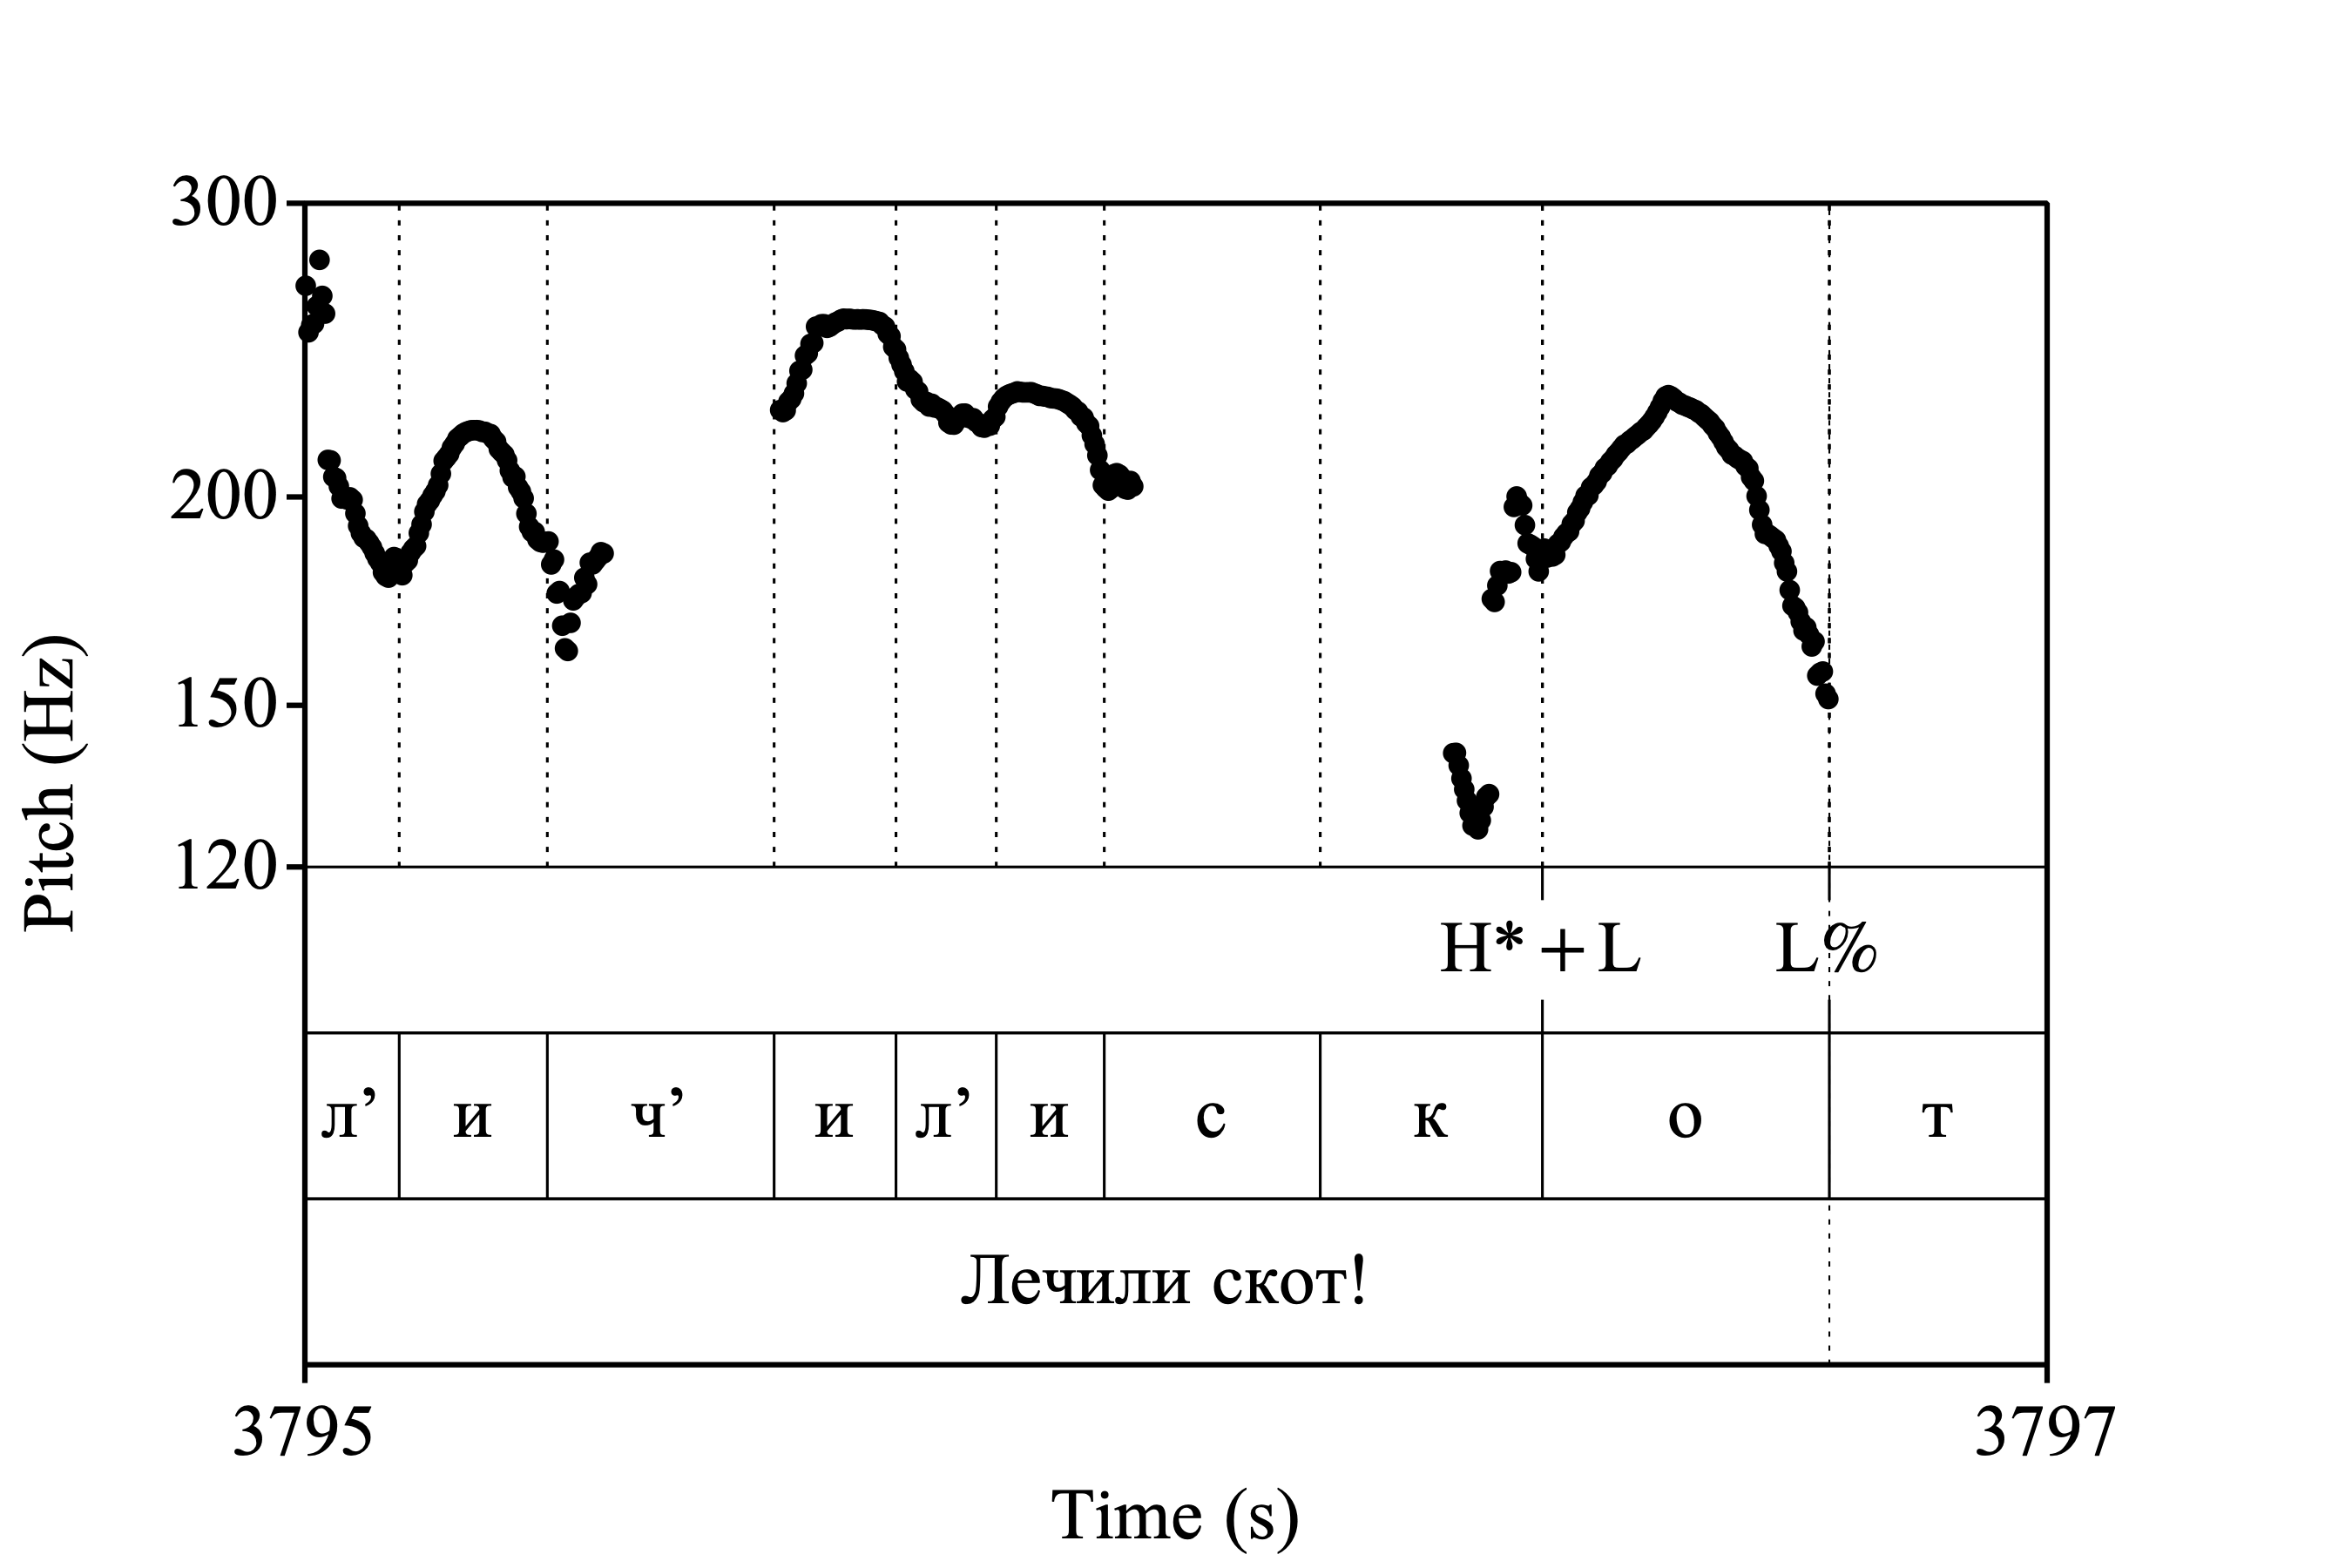 300
200
150
120
Pitch (Hz)
H* + L L%
л’ и ч’ и л’ и с к о т
Лечили скот!
3795 3797
Time (s)